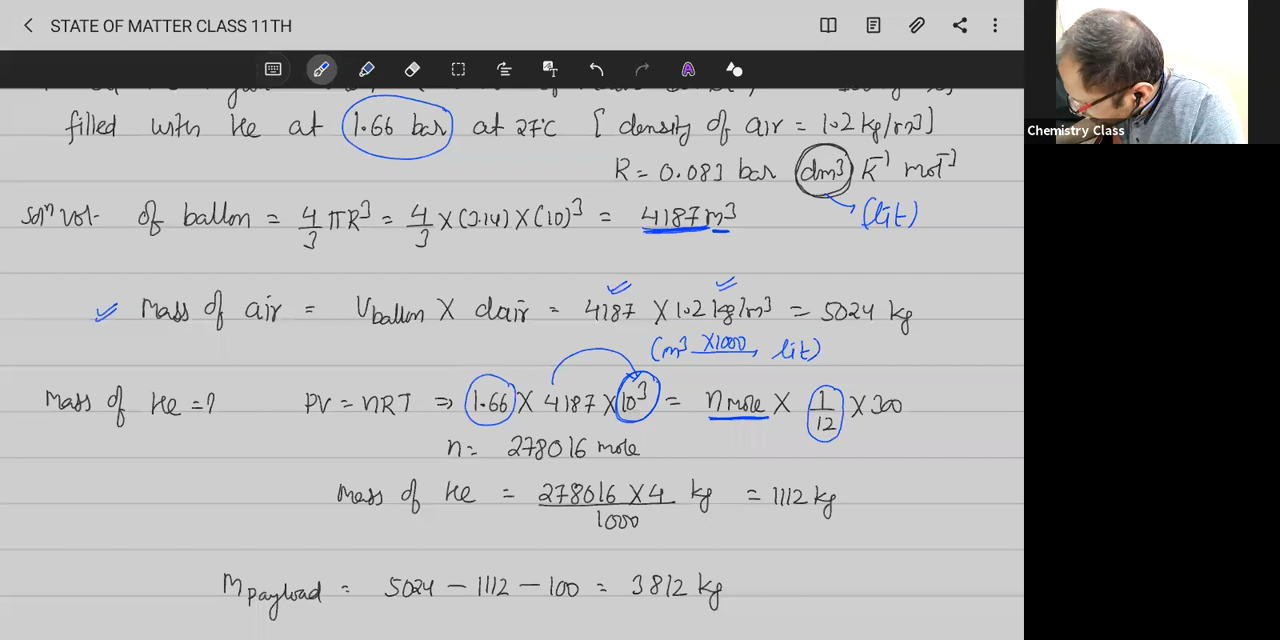 STATE OF MATTER CLASS 11TH
filled with He at 1.66 bar at 27°C [ density of air = 1.2 kg/m³]
Chemistry Class
R = 0.083 bar dm³ K⁻¹ mol⁻¹
(lit)
solⁿ vol. of ballon = 4/3 πR³ = 4/3 × (3.14) × (10)³ = 4187 m³
Mass of air = Vballon × dair = 4187 × 1.2 kg/m³ = 5024 kg
(m³ ×1000, lit)
Mass of He = ? PV = nRT ⇒ 1.66 × 4187 × 10³ = n mole × 1/12 × 300
n = 278016 mole
Mass of He = 278016 × 4 / 1000 kg = 1112 kg
Mpayload = 5024 – 1112 – 100 = 3812 kg